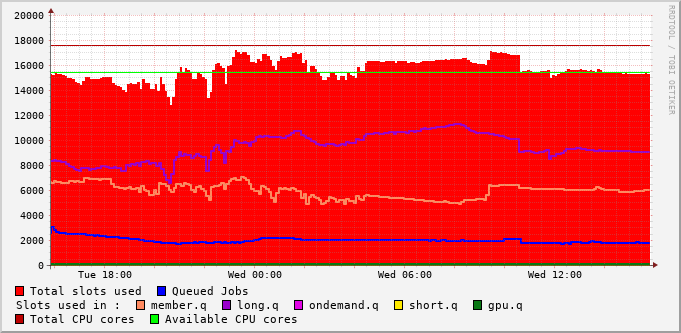 20000
18000
16000
14000
12000
10000
8000
6000
4000
2000
0
Tue 18:00 Wed 00:00 Wed 06:00 Wed 12:00
Total slots used Queued Jobs
Slots used in : member.q long.q ondemand.q short.q gpu.q
Total CPU cores Available CPU cores
RRDTOOL / TOBI OETIKER